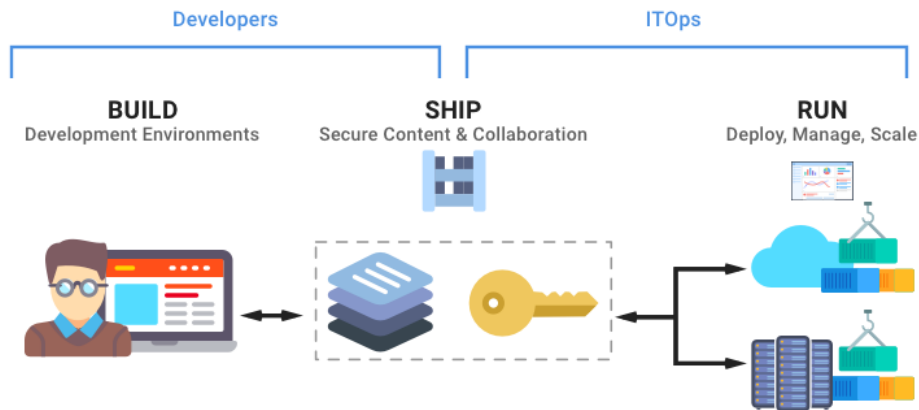 Developers
ITOps
BUILD
Development Environments
SHIP
Secure Content & Collaboration
RUN
Deploy, Manage, Scale